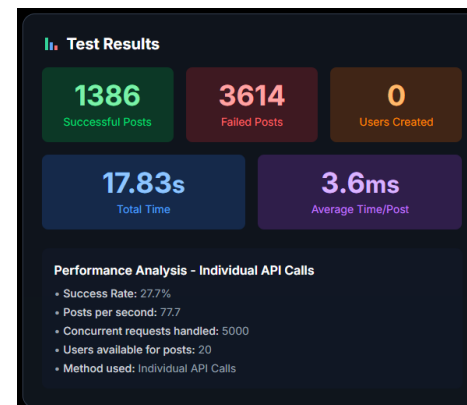 Test Results
1386 3614 0
Successful Posts Failed Posts Users Created
17.83s 3.6ms
Total Time Average Time/Post
Performance Analysis - Individual API Calls
• Success Rate: 27.7%
• Posts per second: 77.7
• Concurrent requests handled: 5000
• Users available for posts: 20
• Method used: Individual API Calls